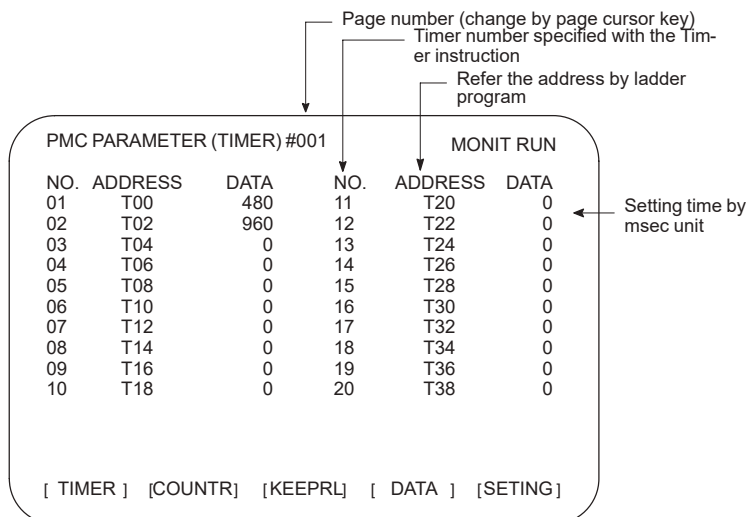 Page number (change by page cursor key)
Timer number specified with the Tim-
er instruction
Refer the address by ladder
program
PMC PARAMETER (TIMER) #001 MONIT RUN
NO. ADDRESS DATA NO. ADDRESS DATA
01 T00 480 11 T20 0
02 T02 960 12 T22 0
03 T04 0 13 T24 0
04 T06 0 14 T26 0
05 T08 0 15 T28 0
06 T10 0 16 T30 0
07 T12 0 17 T32 0
08 T14 0 18 T34 0
09 T16 0 19 T36 0
10 T18 0 20 T38 0
Setting time by
msec unit
[ TIMER ] [COUNTR] [KEEPRL] [ DATA ] [SETING]